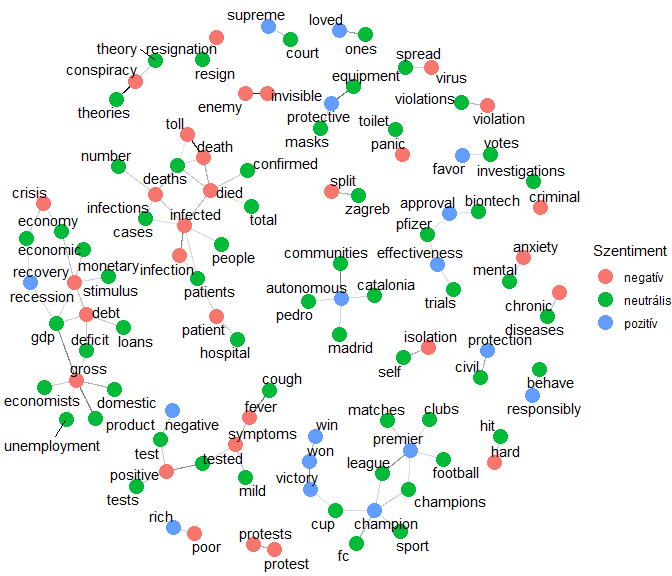 supreme
loved
theory
resignation
court
ones
conspiracy
resign
spread
equipment
virus
theories
enemy
invisible
violations
violation
protective
toll
toilet
masks
panic
votes
number
death
confirmed
favor
investigations
deaths
split
criminal
crisis
died
zagreb
approval
biontech
infections
total
economy
cases
infected
pfizer
communities
effectiveness
anxiety
Szentiment
economic
people
negatív
recovery
monetary
infection
mental
neutrális
recession
stimulus
patients
autonomous
catalonia
trials
chronic
pozitív
debt
pedro
diseases
gdp
deficit
loans
patient
madrid
isolation
protection
hospital
self
civil
gross
behave
economists
domestic
cough
responsibly
fever
matches
clubs
product
negative
win
unemployment
symptoms
premier
hit
test
tested
won
hard
positive
league
football
tests
mild
victory
champions
rich
cup
champion
poor
protests
fc
sport
protest